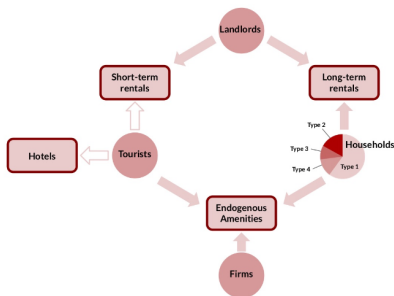 Landlords
Short-term
rentals
Long-term
rentals
Type 2
Households
Type 3
Type 4
Type 1
Hotels
Tourists
Endogenous
Amenities
Firms